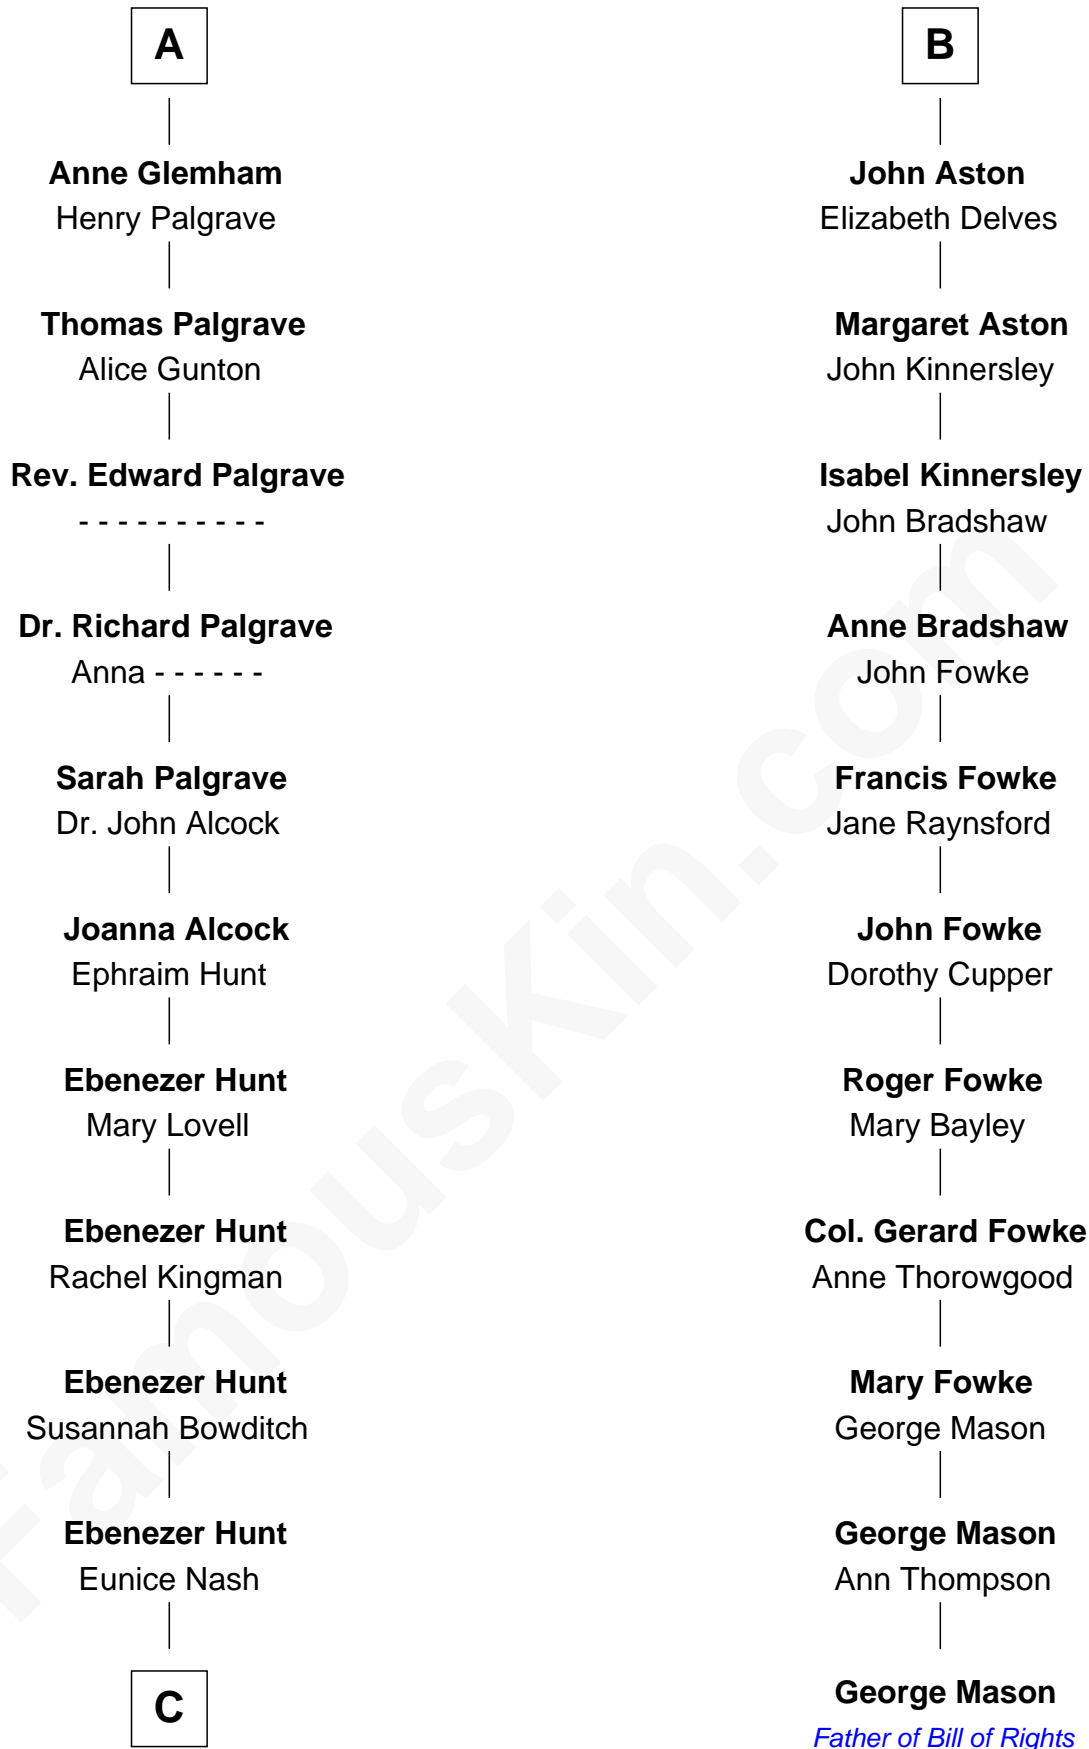 A
Anne Glemham
Henry Palgrave
Thomas Palgrave
Alice Gunton
Rev. Edward Palgrave
- - - - - - - - - -
Dr. Richard Palgrave
Anna - - - - - -
Sarah Palgrave
Dr. John Alcock
Joanna Alcock
Ephraim Hunt
Ebenezer Hunt
Mary Lovell
Ebenezer Hunt
Rachel Kingman
Ebenezer Hunt
Susannah Bowditch
Ebenezer Hunt
Eunice Nash
C
B
John Aston
Elizabeth Delves
Margaret Aston
John Kinnersley
Isabel Kinnersley
John Bradshaw
Anne Bradshaw
John Fowke
Francis Fowke
Jane Raynsford
John Fowke
Dorothy Cupper
Roger Fowke
Mary Bayley
Col. Gerard Fowke
Anne Thorowgood
Mary Fowke
George Mason
George Mason
Ann Thompson
George Mason
Father of Bill of Rights
FamousKin.com